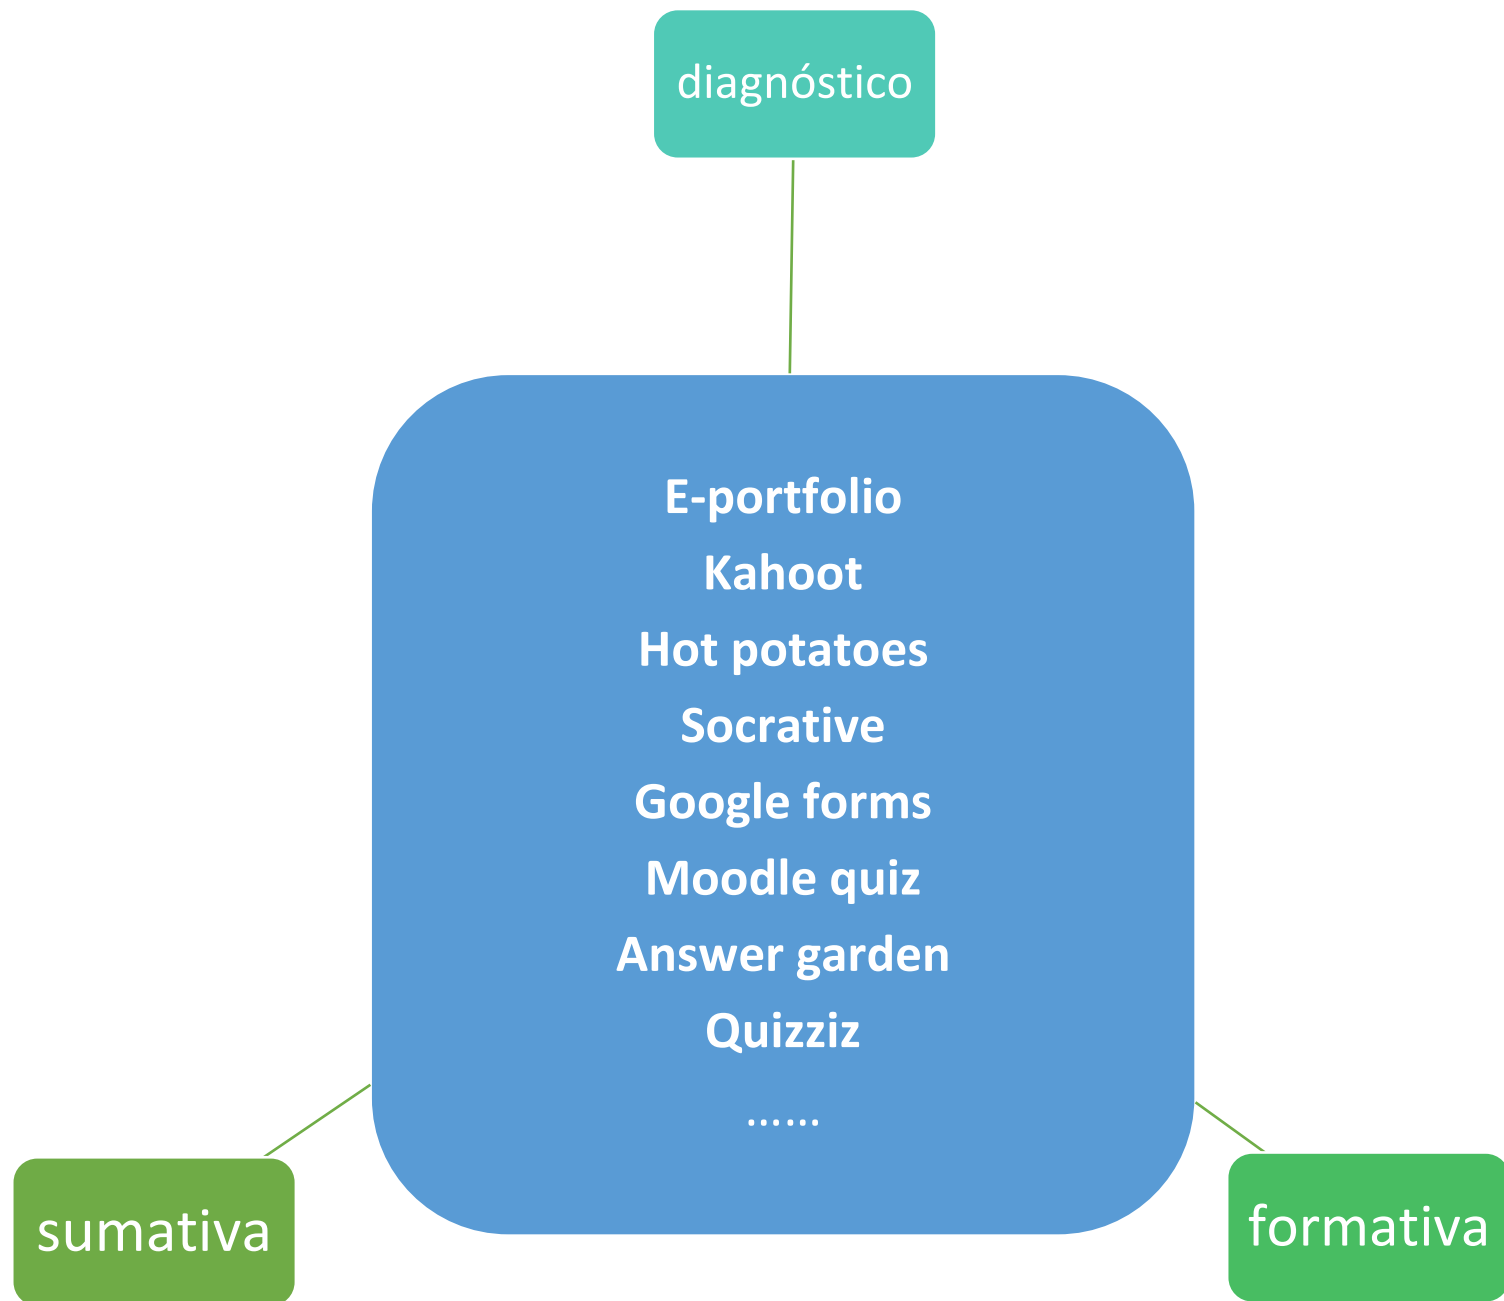 diagnóstico
E-portfolio
Kahoot
Hot potatoes
Socrative
Google forms
Moodle quiz
Answer garden
Quizziz
......
sumativa
formativa